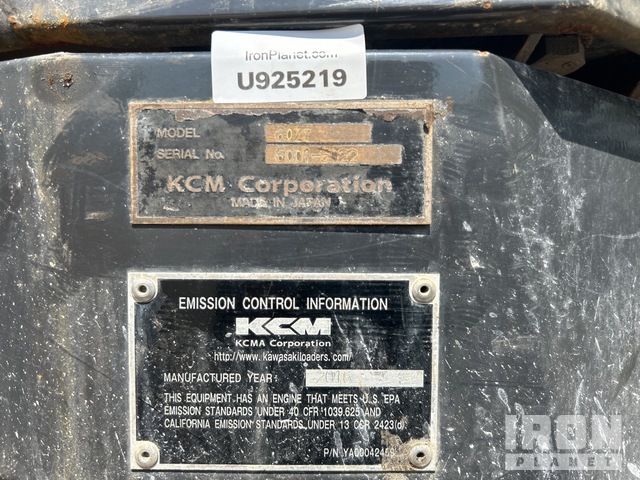 IronPlanet.com
U925219
MODEL
SERIAL No.
KCM Corporation
MADE IN JAPAN
EMISSION CONTROL INFORMATION
KCM
KCMA Corporation
http://www.kawasakiloaders.com/
MANUFACTURED YEAR:
THIS EQUIPMENT HAS AN ENGINE THAT MEETS U.S. EPA
EMISSION STANDARDS UNDER 40 CFR 1039.625 AND
CALIFORNIA EMISSION STANDARDS UNDER 13 CCR 2423(d).
P/N
IRON
PLANET